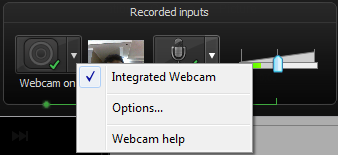 Recorded inputs
Webcam on
Integrated Webcam
Options...
Webcam help